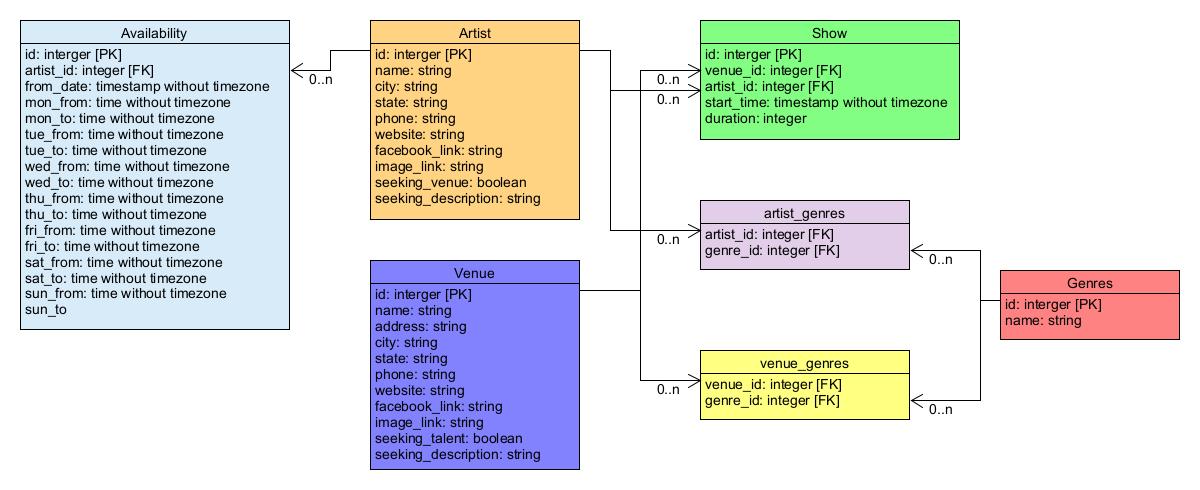 Availability
id: interger [PK]
artist_id: integer [FK]
from_date: timestamp without timezone
mon_from: time without timezone
mon_to: time without timezone
tue_from: time without timezone
tue_to: time without timezone
wed_from: time without timezone
wed_to: time without timezone
thu_from: time without timezone
thu_to: time without timezone
fri_from: time without timezone
fri_to: time without timezone
sat_from: time without timezone
sat_to: time without timezone
sun_from: time without timezone
sun_to
0..n
Artist
id: interger [PK]
name: string
city: string
state: string
phone: string
website: string
facebook_link: string
image_link: string
seeking_venue: boolean
seeking_description: string
Venue
id: interger [PK]
name: string
address: string
city: string
state: string
phone: string
website: string
facebook_link: string
image_link: string
seeking_talent: boolean
seeking_description: string
0..n
0..n
0..n
0..n
Show
id: interger [PK]
venue_id: integer [FK]
artist_id: integer [FK]
start_time: timestamp without timezone
duration: integer
artist_genres
artist_id: integer [FK]
genre_id: integer [FK]
venue_genres
venue_id: integer [FK]
genre_id: integer [FK]
0..n
0..n
Genres
id: interger [PK]
name: string